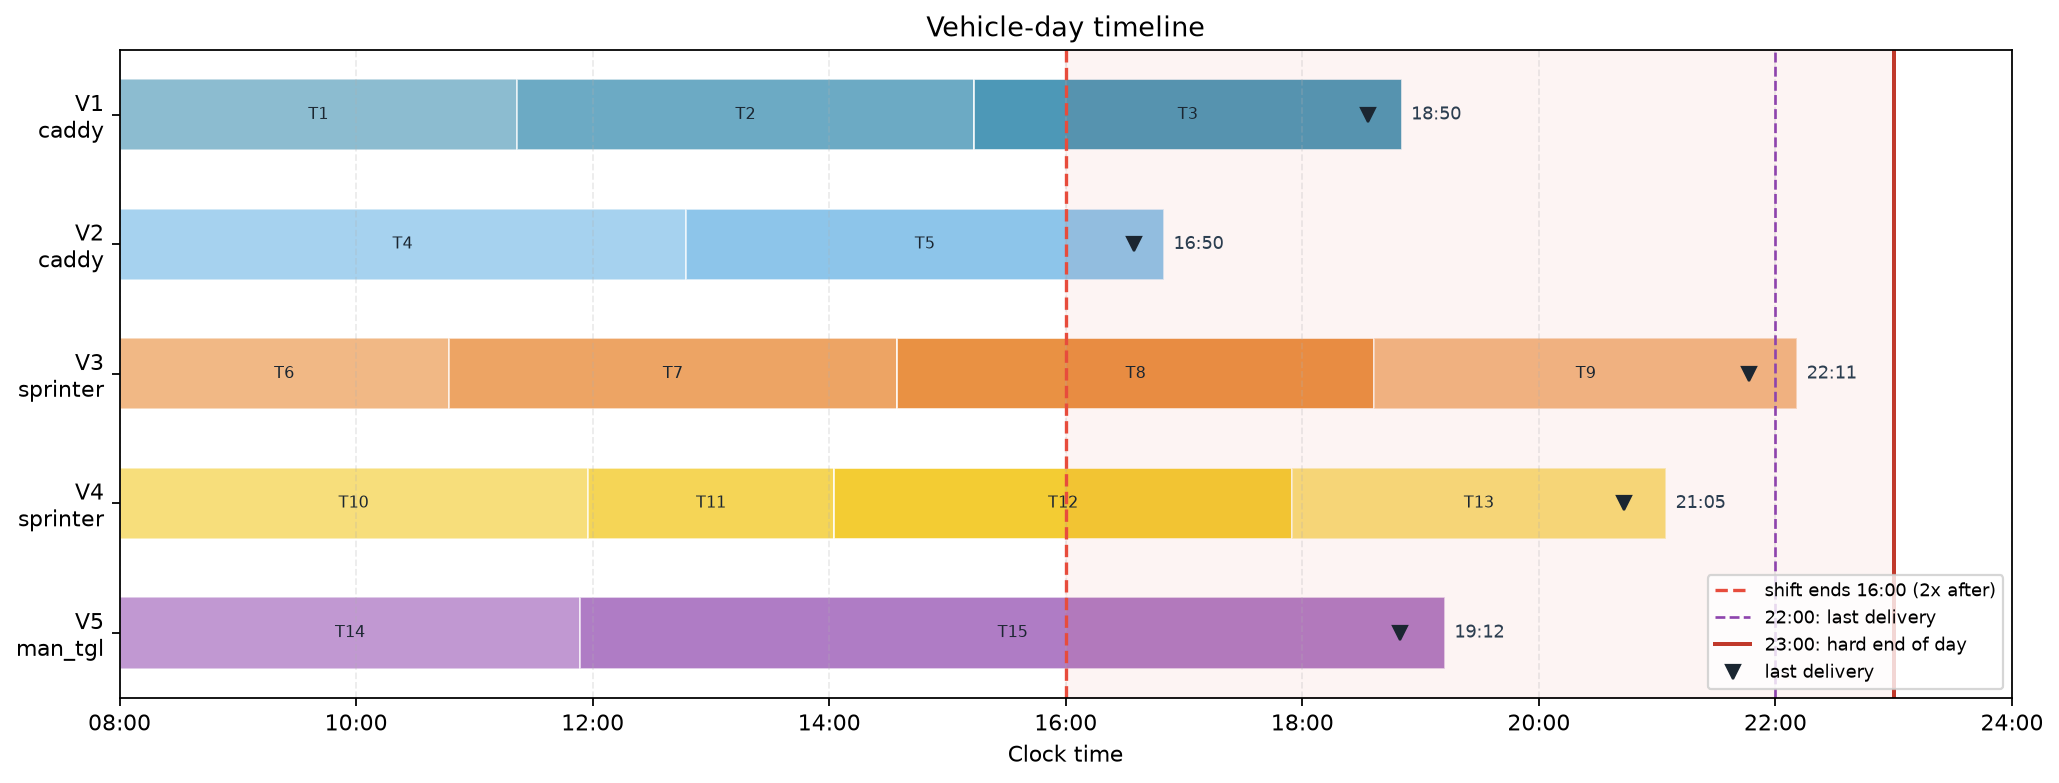 Vehicle-day timeline
V1
caddy
T1
T2
T3
18:50
V2
caddy
T4
T5
16:50
V3
sprinter
T6
T7
T8
T9
22:11
V4
sprinter
T10
T11
T12
T13
21:05
V5
man_tgl
T14
T15
19:12
shift ends 16:00 (2x after)
22:00: last delivery
23:00: hard end of day
last delivery
08:00
10:00
12:00
14:00
16:00
18:00
20:00
22:00
24:00
Clock time